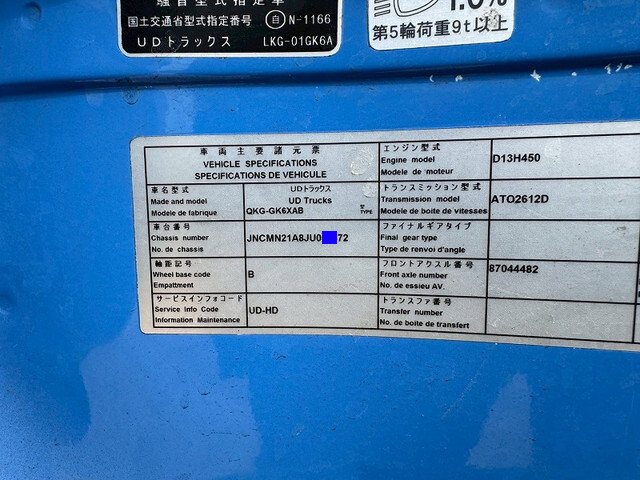 騒音型式指定車
国土交通省型式指定番号 自 N-1166
UDトラックス LKG-01GK6A
1.0%
第5輪荷重9t以上
車両主要諸元票
VEHICLE SPECIFICATIONS
SPECIFICATIONS DE VEHICULE
車名型式
Made and model
Modele de fabrique
UDトラックス
UD Trucks
QKG-GK6XAB
型
TYPE
車台番号
Chassis number
No. de chassis
JNCMN21A8JU0 72
軸距記号
Wheel base code
Empattment
B
サービスインフォコード
Service Info Code
Information Maintenance
UD-HD
エンジン型式
Engine model
Modele de moteur
D13H450
トランスミッション型式
Transmission model
Modele de boite de vitesses
ATO2612D
ファイナルギアタイプ
Final gear type
Type de renvoi d'angle
フロントアクスル番号
Front axle number
No. de essieu AV.
87044482
トランスファ番号
Transfer number
No. de boite de transfert